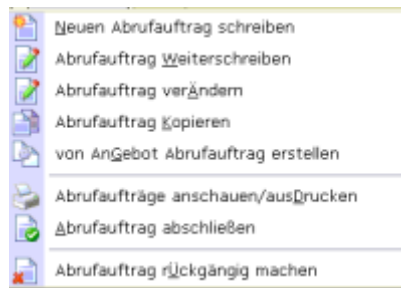 Neuen Abrufauftrag schreiben
Abrufauftrag Weiterschreiben
Abrufauftrag verÄndern
Abrufauftrag Kopieren
von AnGebot Abrufauftrag erstellen
Abrufaufträge anschauen/ausDrucken
Abrufauftrag abschließen
Abrufauftrag rÜckgängig machen